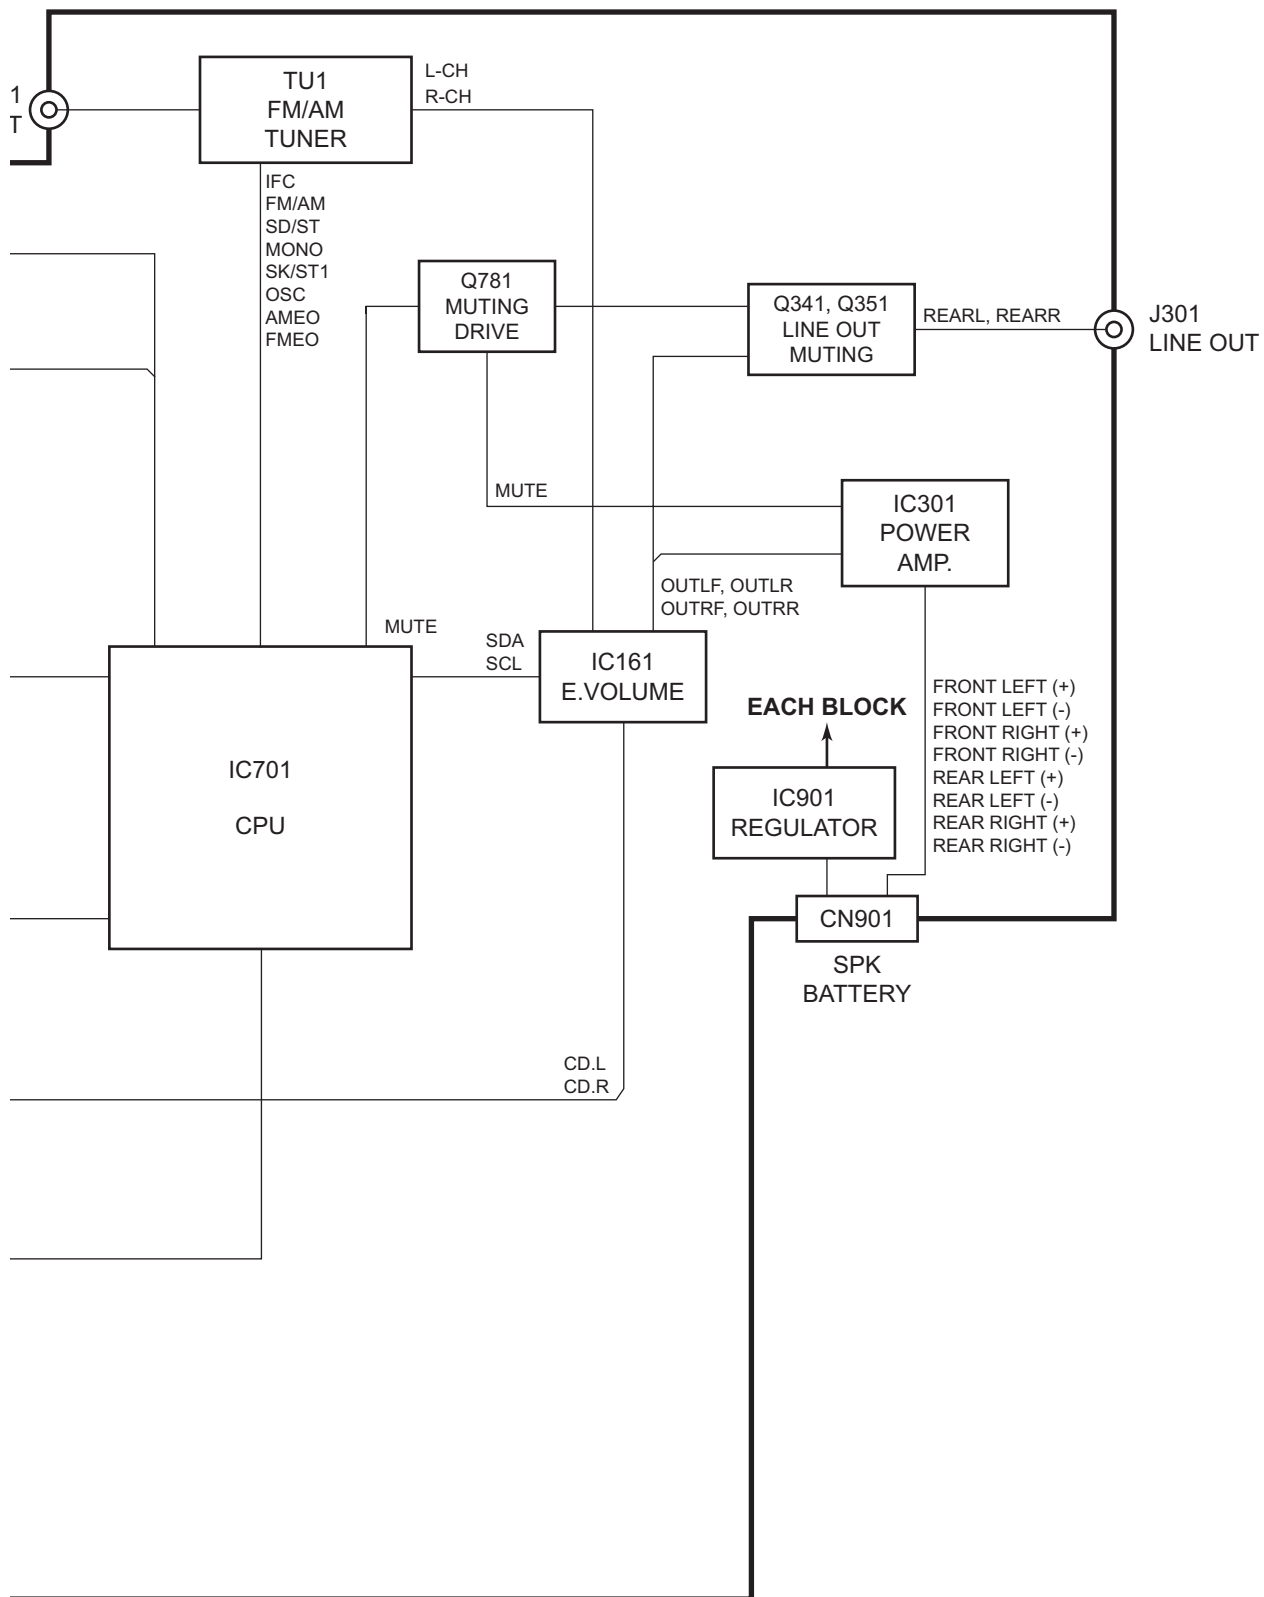 1
T
TU1
FM/AM
TUNER
L-CH
R-CH
IFC
FM/AM
SD/ST
MONO
SK/ST1
OSC
AMEO
FMEO
Q781
MUTING
DRIVE
Q341, Q351
LINE OUT
MUTING
REARL, REARR
J301
LINE OUT
MUTE
IC301
POWER
AMP.
OUTLF, OUTLR
OUTRF, OUTRR
MUTE
SDA
SCL
IC161
E.VOLUME
EACH BLOCK
FRONT LEFT (+)
FRONT LEFT (-)
FRONT RIGHT (+)
FRONT RIGHT (-)
REAR LEFT (+)
REAR LEFT (-)
REAR RIGHT (+)
REAR RIGHT (-)
IC701
CPU
IC901
REGULATOR
CN901
SPK
BATTERY
CD.L
CD.R